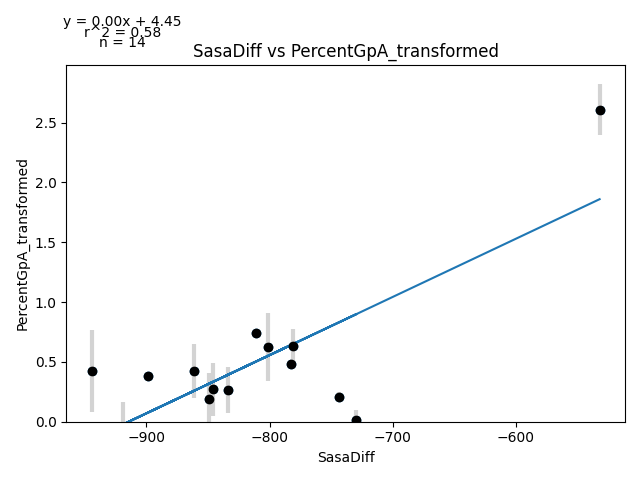 y = 0.00x + 4.45
r^2 = 0.58
n = 14
SasaDiff vs PercentGpA_transformed
PercentGpA_transformed
2.5
2.0
1.5
1.0
0.5
0.0
−900
−800
−700
−600
SasaDiff